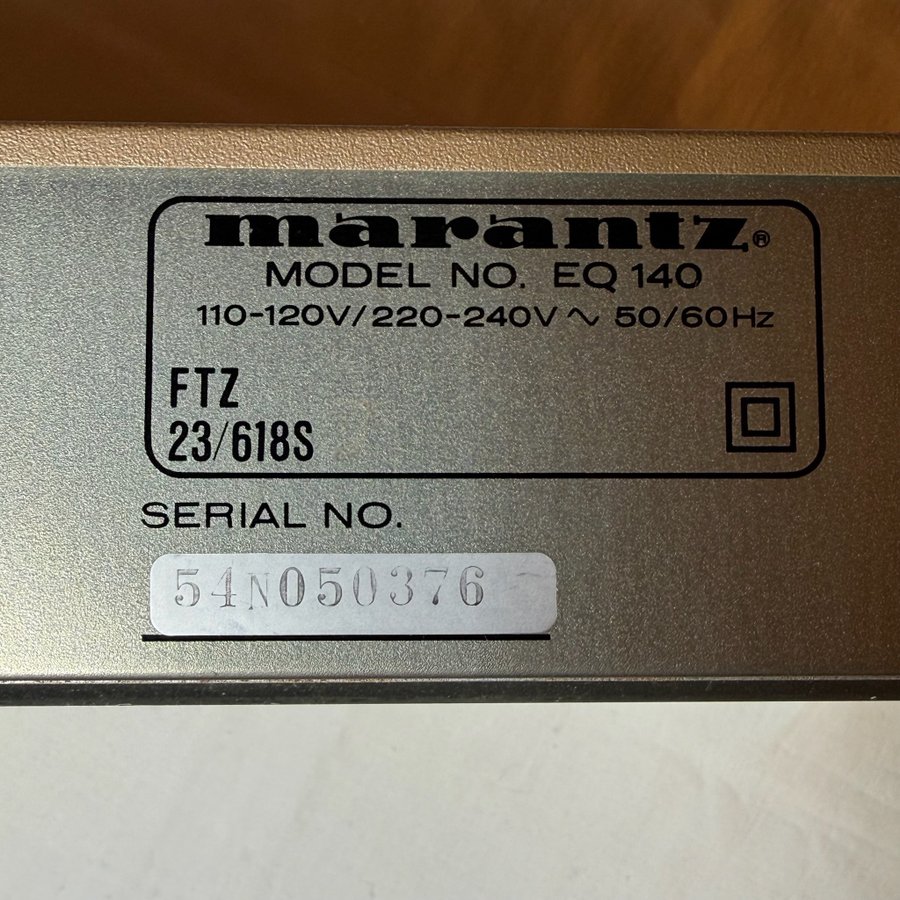 marantz®
MODEL NO. EQ 140
110-120V/220-240V ~ 50/60Hz
FTZ
23/618S
SERIAL NO.
54N050376